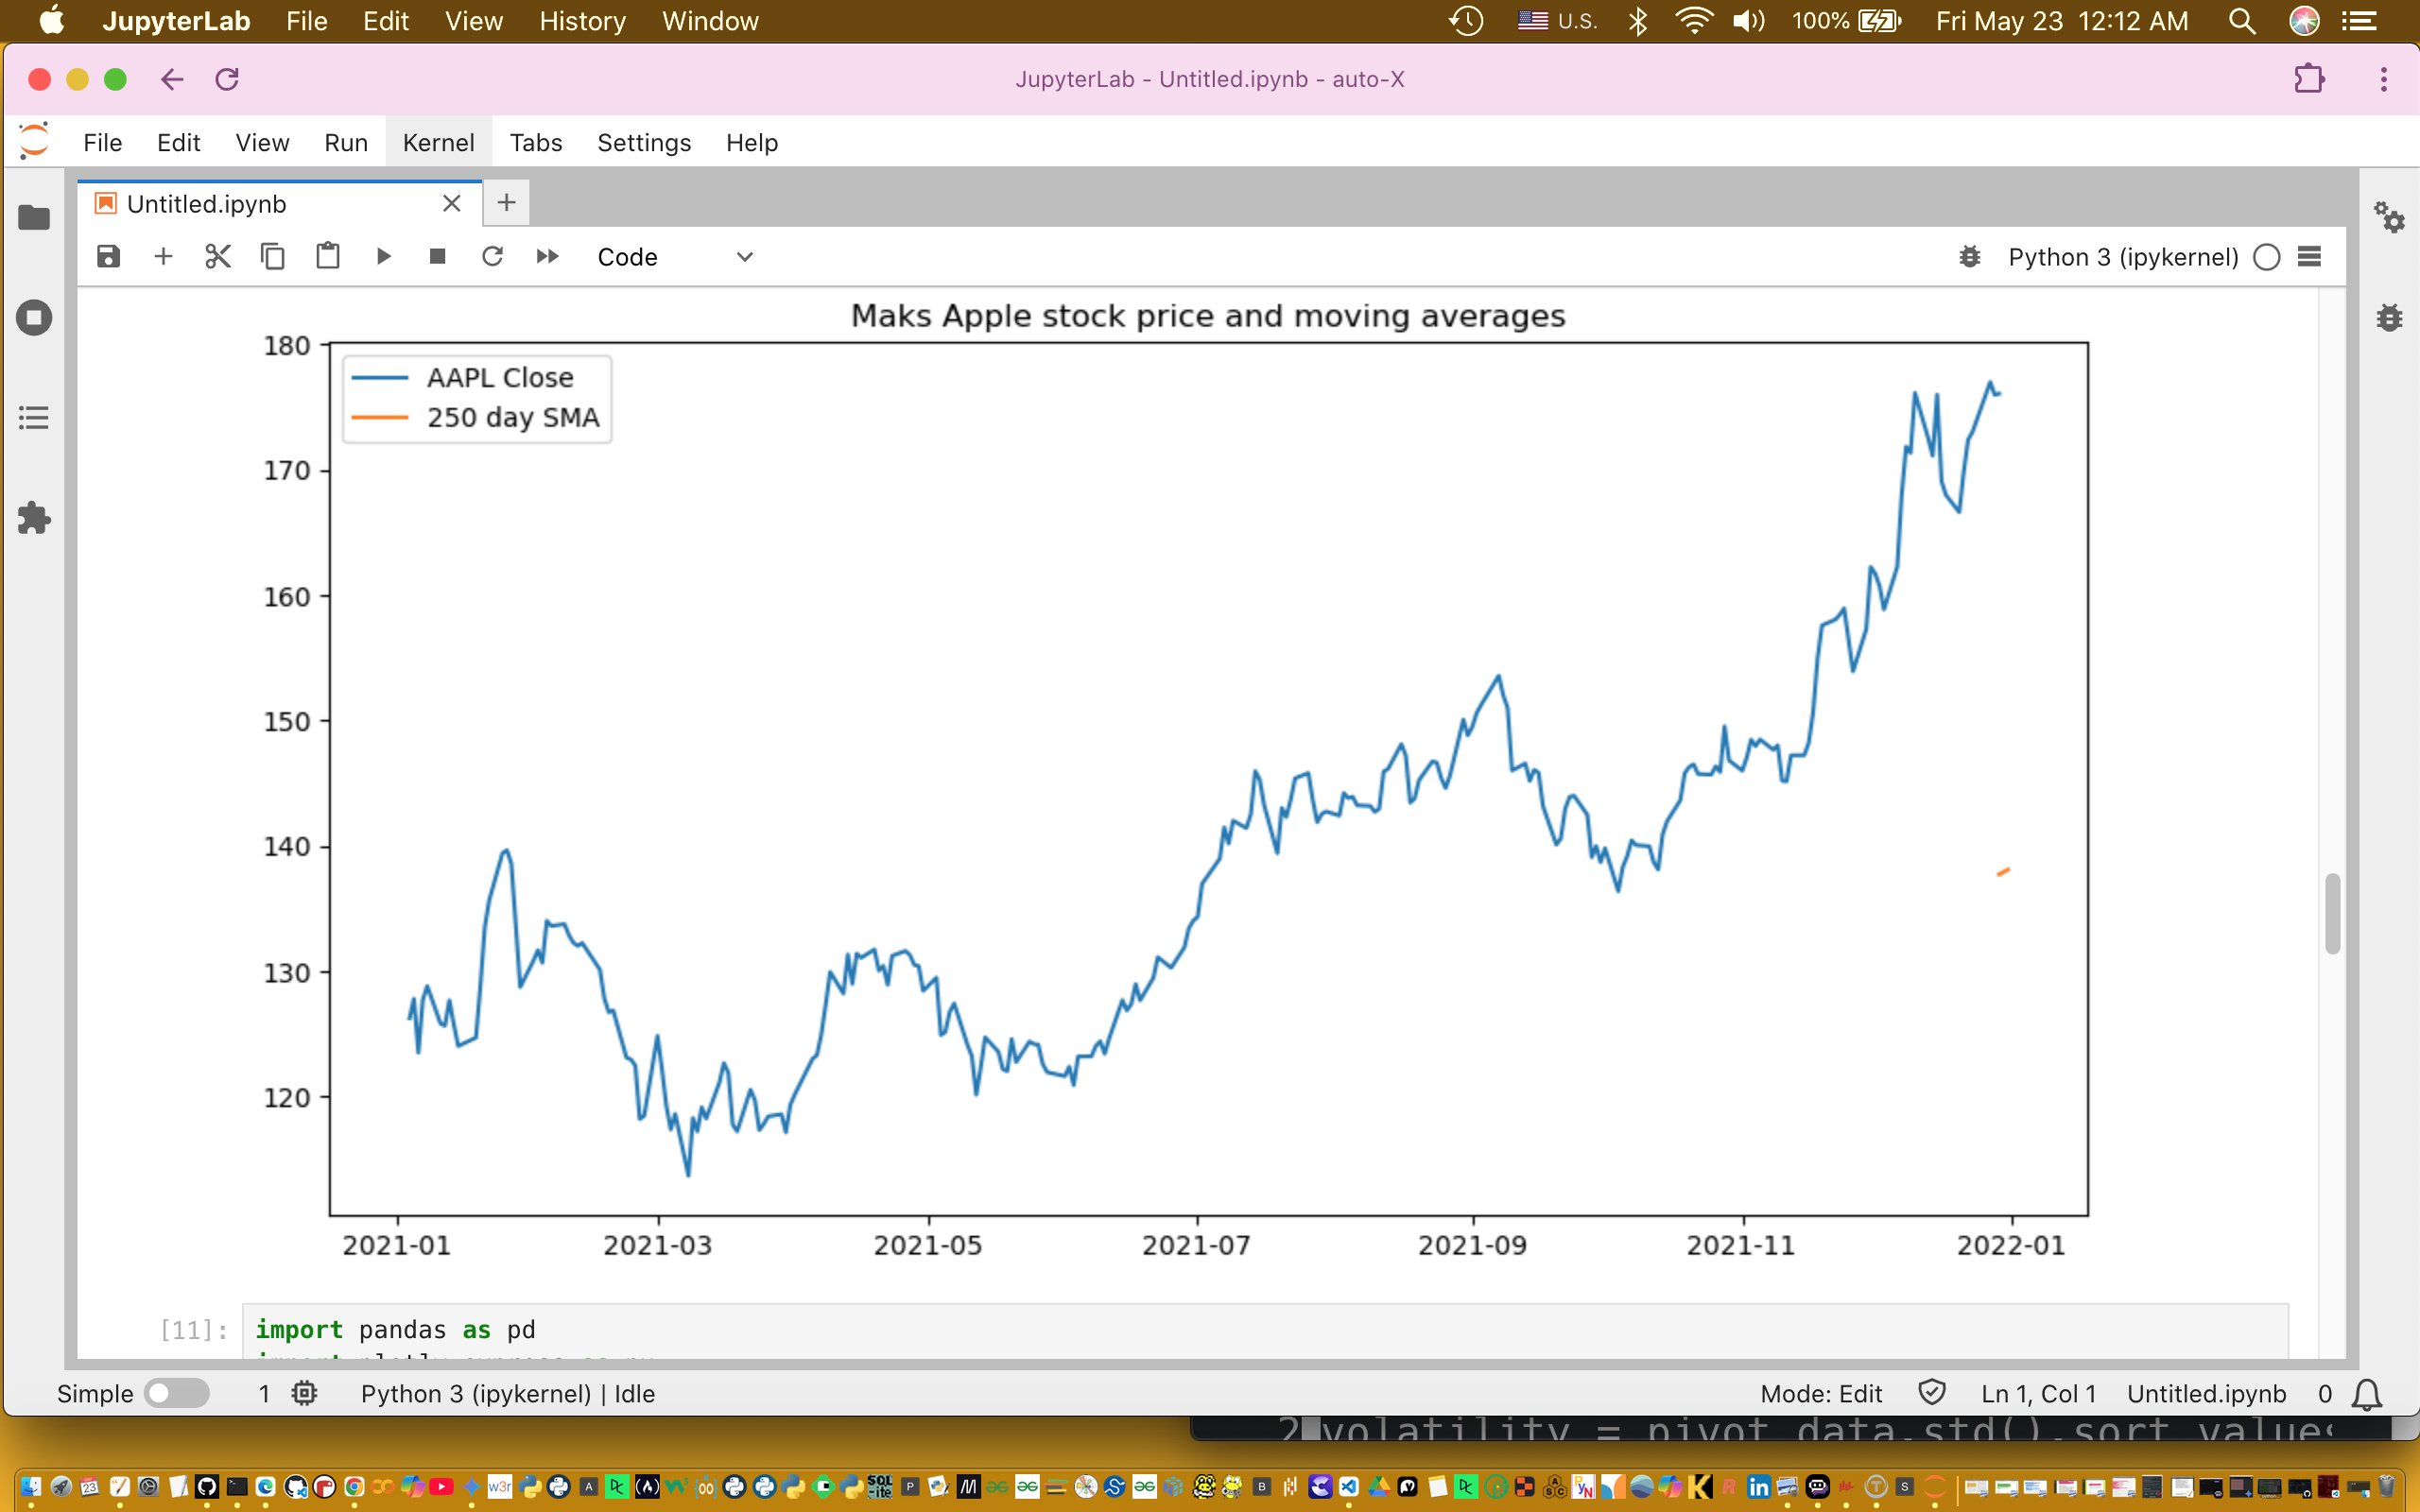 JupyterLab File Edit View History Window U.S. 100% Fri May 23 12:12 AM
JupyterLab - Untitled.ipynb - auto-X
File Edit View Run Kernel Tabs Settings Help
Untitled.ipynb
Code Python 3 (ipykernel)
Maks Apple stock price and moving averages
AAPL Close
250 day SMA
180
170
160
150
140
130
120
2021-01 2021-03 2021-05 2021-07 2021-09 2021-11 2022-01
[11]: import pandas as pd
Simple 1 Python 3 (ipykernel) | Idle Mode: Edit Ln 1, Col 1 Untitled.ipynb 0
2 volatility = pivot_data.std().sort_values